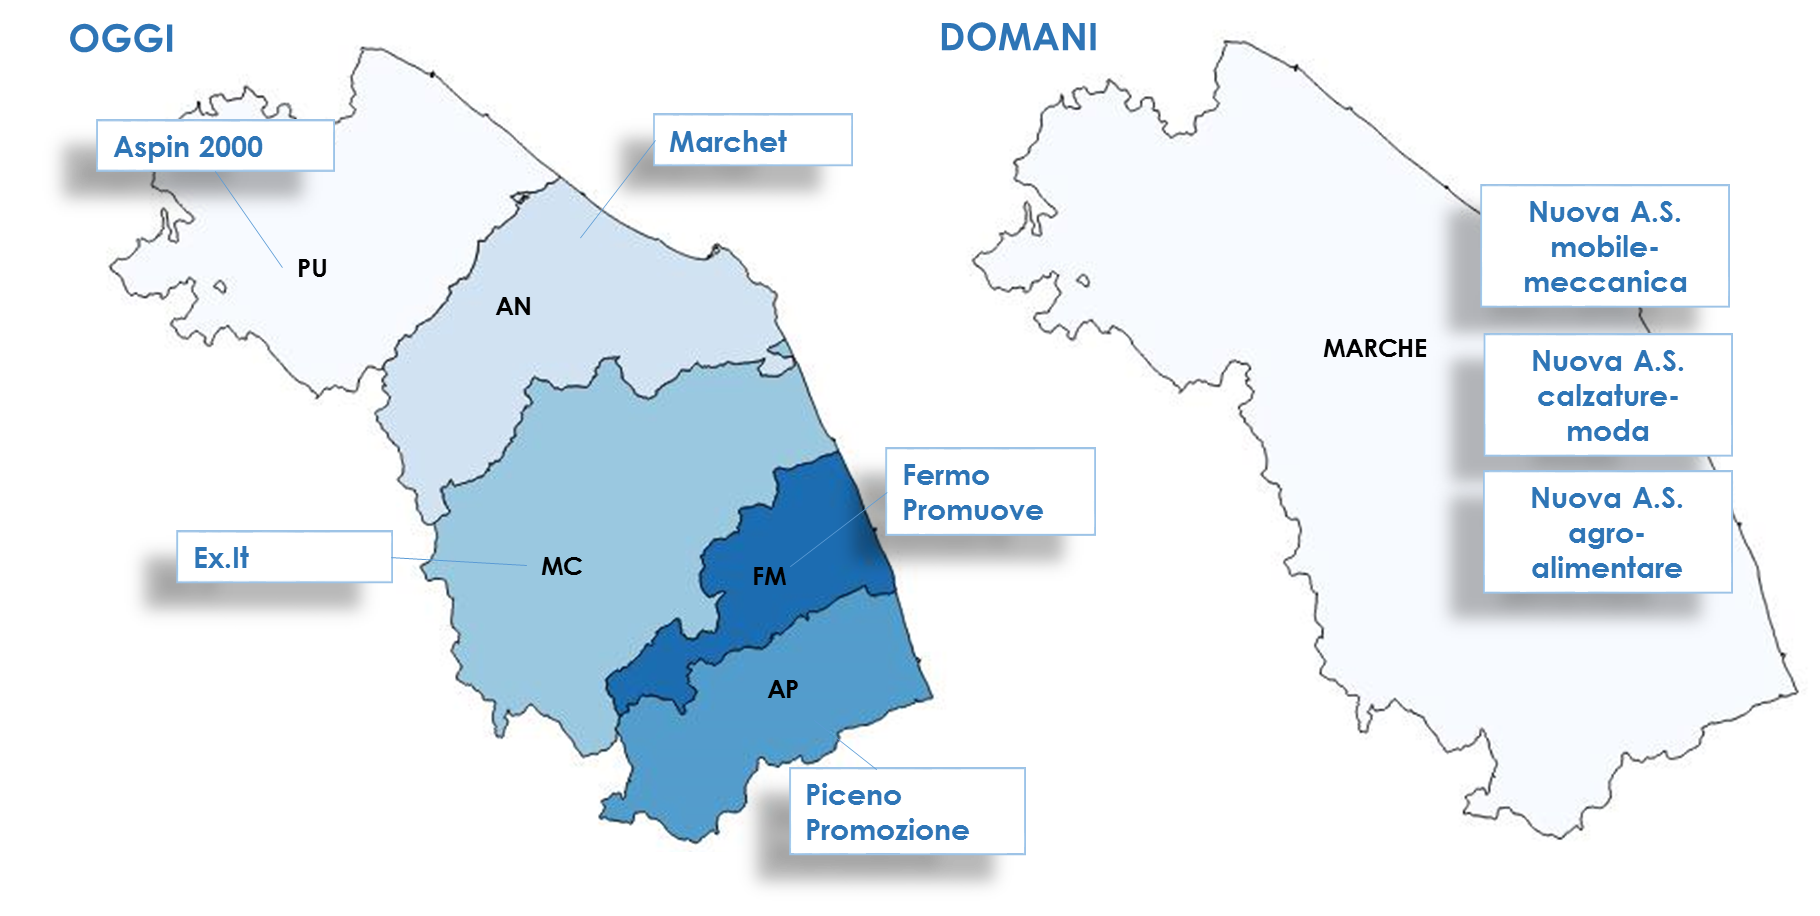 OGGI
Aspin 2000
Marchet
PU
AN
Fermo
Promuove
Ex.It
MC
FM
AP
Piceno
Promozione
DOMANI
Nuova A.S.
mobile-
meccanica
MARCHE
Nuova A.S.
calzature-
moda
Nuova A.S.
agro-
alimentare